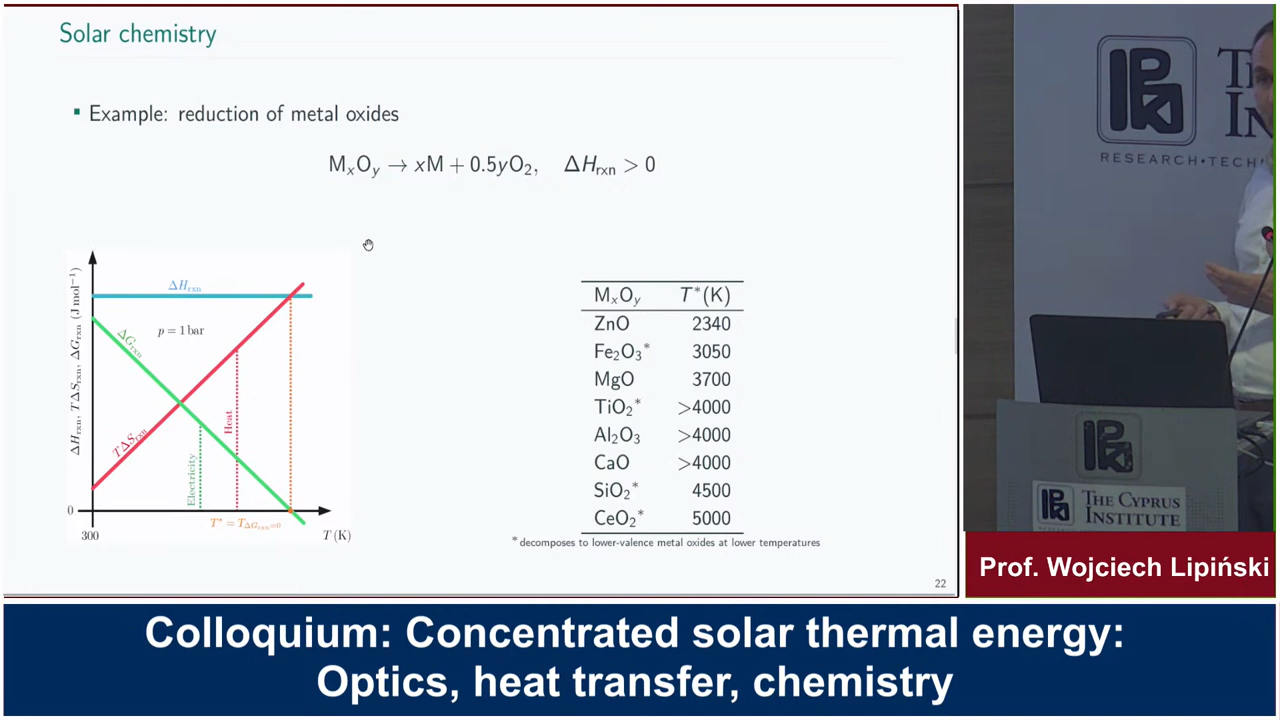 Solar chemistry
Example: reduction of metal oxides
MₓOᵧ → xM + 0.5yO₂, ΔHᵣₓₙ > 0
ΔHᵣₓₙ, TΔSᵣₓₙ, ΔGᵣₓₙ (J mol⁻¹)
ΔHᵣₓₙ
p = 1 bar
ΔGᵣₓₙ
TΔSᵣₓₙ
Electricity
Heat
0
T* = T_ΔGᵣₓₙ=0
300
T (K)
MₓOᵧ T*(K)
ZnO 2340
Fe₂O₃* 3050
MgO 3700
TiO₂* >4000
Al₂O₃ >4000
CaO >4000
SiO₂* 4500
CeO₂* 5000
*decomposes to lower-valence metal oxides at lower temperatures
22
RESEARCH•TECH
THE CYPRUS
INSTITUTE
Prof. Wojciech Lipiński
Colloquium: Concentrated solar thermal energy:
Optics, heat transfer, chemistry